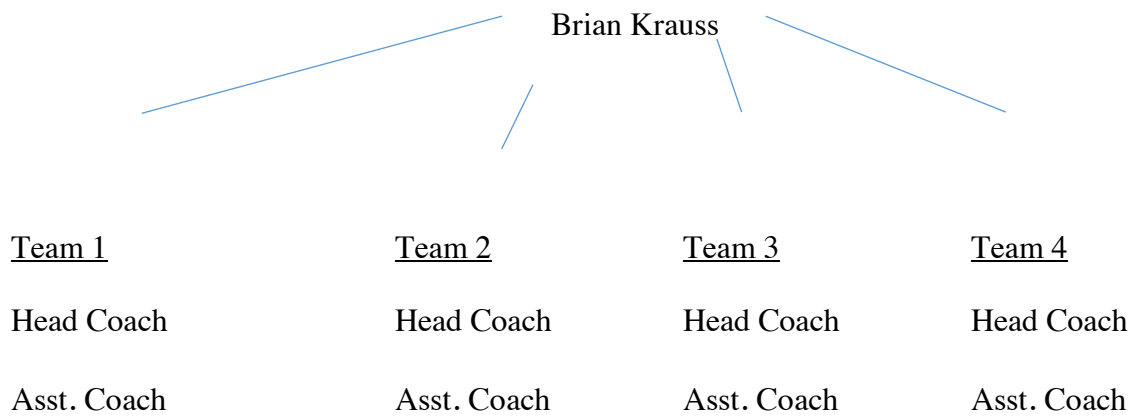 Brian Krauss
Team 1 Team 2 Team 3 Team 4
Head Coach Head Coach Head Coach Head Coach
Asst. Coach Asst. Coach Asst. Coach Asst. Coach